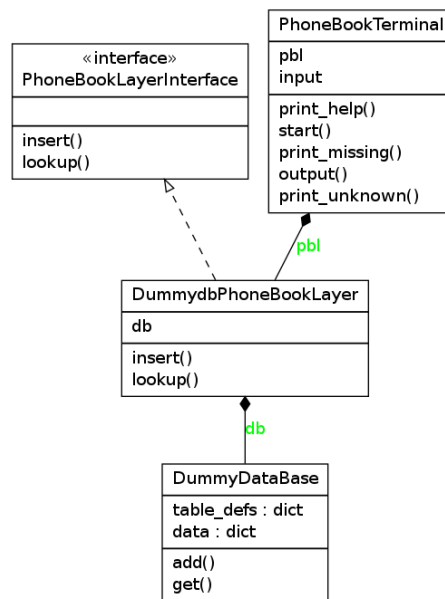 «interface»
PhoneBookLayerInterface
insert()
lookup()
PhoneBookTerminal
pbl
input
print_help()
start()
print_missing()
output()
print_unknown()
pbl
DummydbPhoneBookLayer
db
insert()
lookup()
db
DummyDataBase
table_defs : dict
data : dict
add()
get()